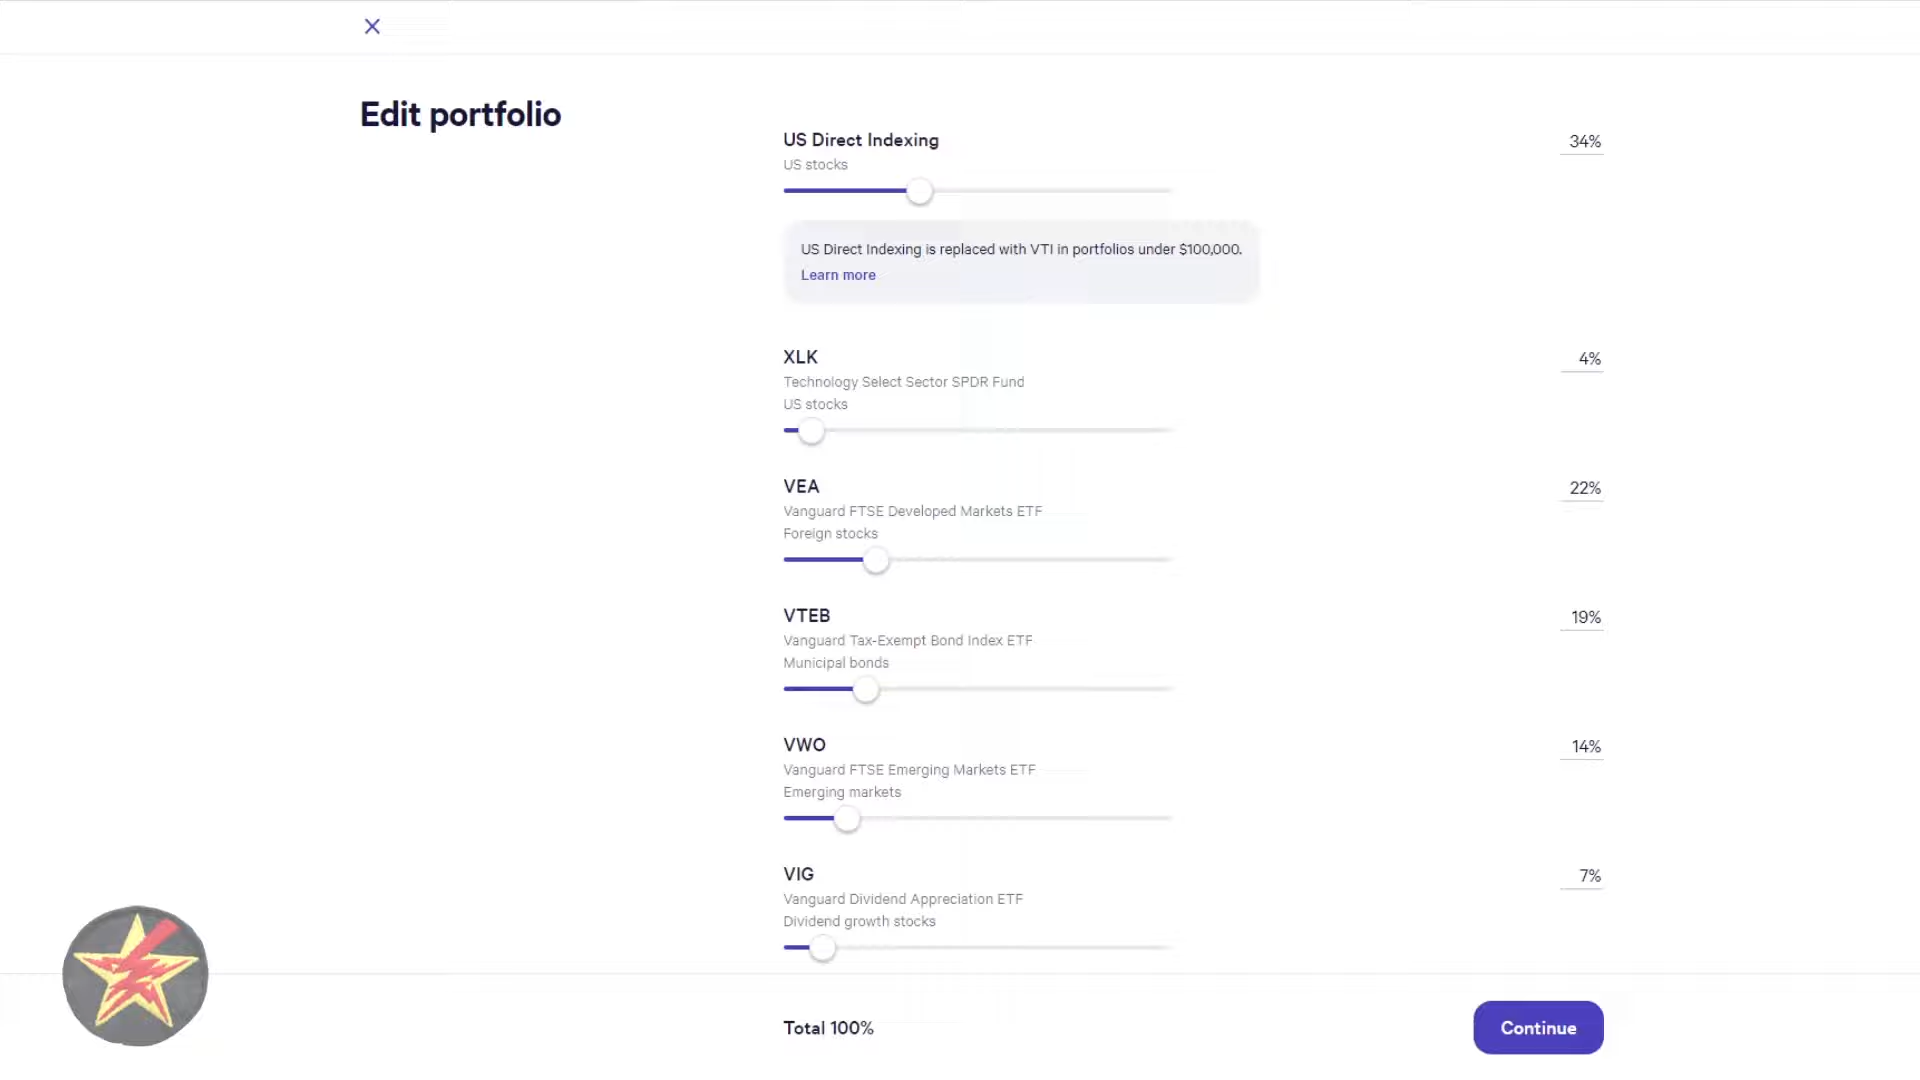 Edit portfolio
US Direct Indexing
34%
US stocks
US Direct Indexing is replaced with VTI in portfolios under $100,000.
Learn more
XLK
4%
Technology Select Sector SPDR Fund
US stocks
VEA
22%
Vanguard FTSE Developed Markets ETF
Foreign stocks
VTEB
19%
Vanguard Tax-Exempt Bond Index ETF
Municipal bonds
VWO
14%
Vanguard FTSE Emerging Markets ETF
Emerging markets
VIG
7%
Vanguard Dividend Appreciation ETF
Dividend growth stocks
Total 100%
Continue